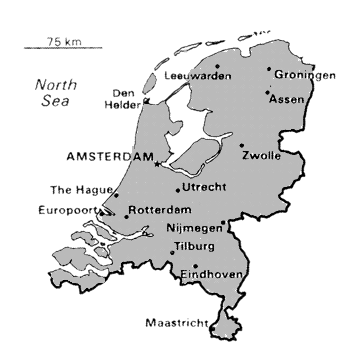 75 km
North
Sea
Leeuwarden
Groningen
Den
Helder
Assen
AMSTERDAM
Zwolle
The Hague
Utrecht
Europoort
Rotterdam
Nijmegen
Tilburg
Eindhoven
Maastricht